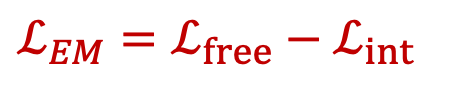 ℒ_EM = ℒ_free − ℒ_int